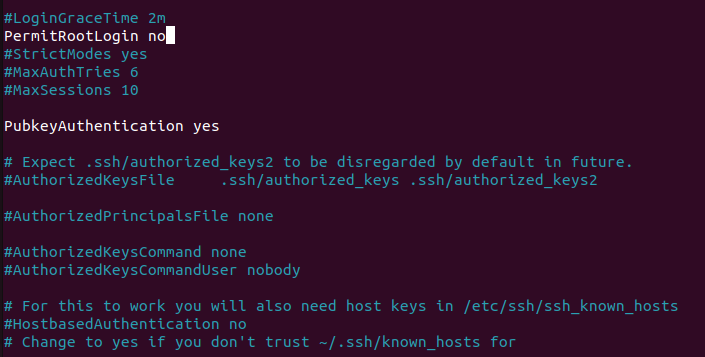 #LoginGraceTime 2m
PermitRootLogin no
#StrictModes yes
#MaxAuthTries 6
#MaxSessions 10
PubkeyAuthentication yes
# Expect .ssh/authorized_keys2 to be disregarded by default in future.
#AuthorizedKeysFile     .ssh/authorized_keys .ssh/authorized_keys2
#AuthorizedPrincipalsFile none
#AuthorizedKeysCommand none
#AuthorizedKeysCommandUser nobody
# For this to work you will also need host keys in /etc/ssh/ssh_known_hosts
#HostbasedAuthentication no
# Change to yes if you don't trust ~/.ssh/known_hosts for